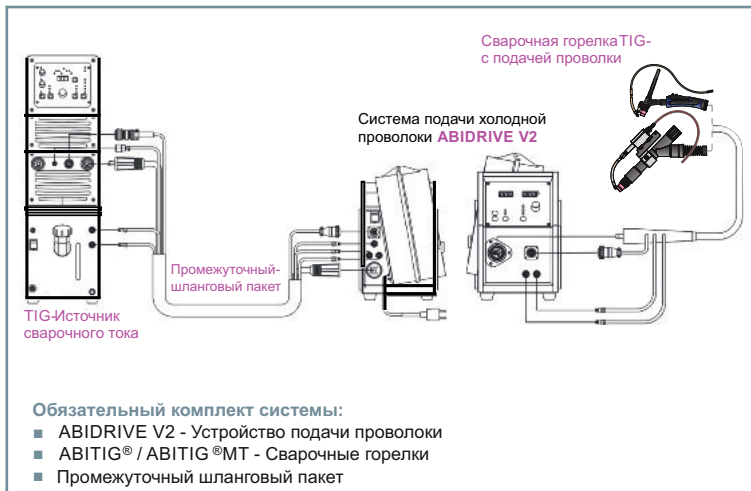 Сварочная горелка TIG-
с подачей проволки
Система подачи холодной
проволоки ABIDRIVE V2
Промежуточный-
шланговый пакет
TIG-Источник
сварочного тока
Обязательный комплект системы:
■ ABIDRIVE V2 - Устройство подачи проволоки
■ ABITIG® / ABITIG®MT - Сварочные горелки
■ Промежуточный шланговый пакет